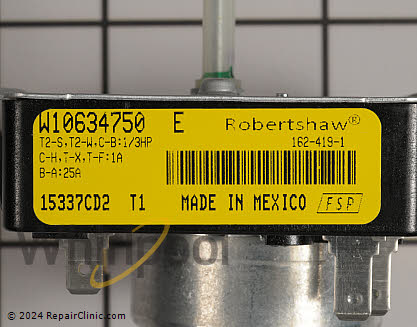 W10634750 E Robertshaw®
T2-S,T2-W,C-B:1/3HP 162-419-1
C-H,T-X,T-F:1A
B-A:25A
15337CD2 T1 MADE IN MEXICO FSP
Whirlpool
© 2024 RepairClinic.com